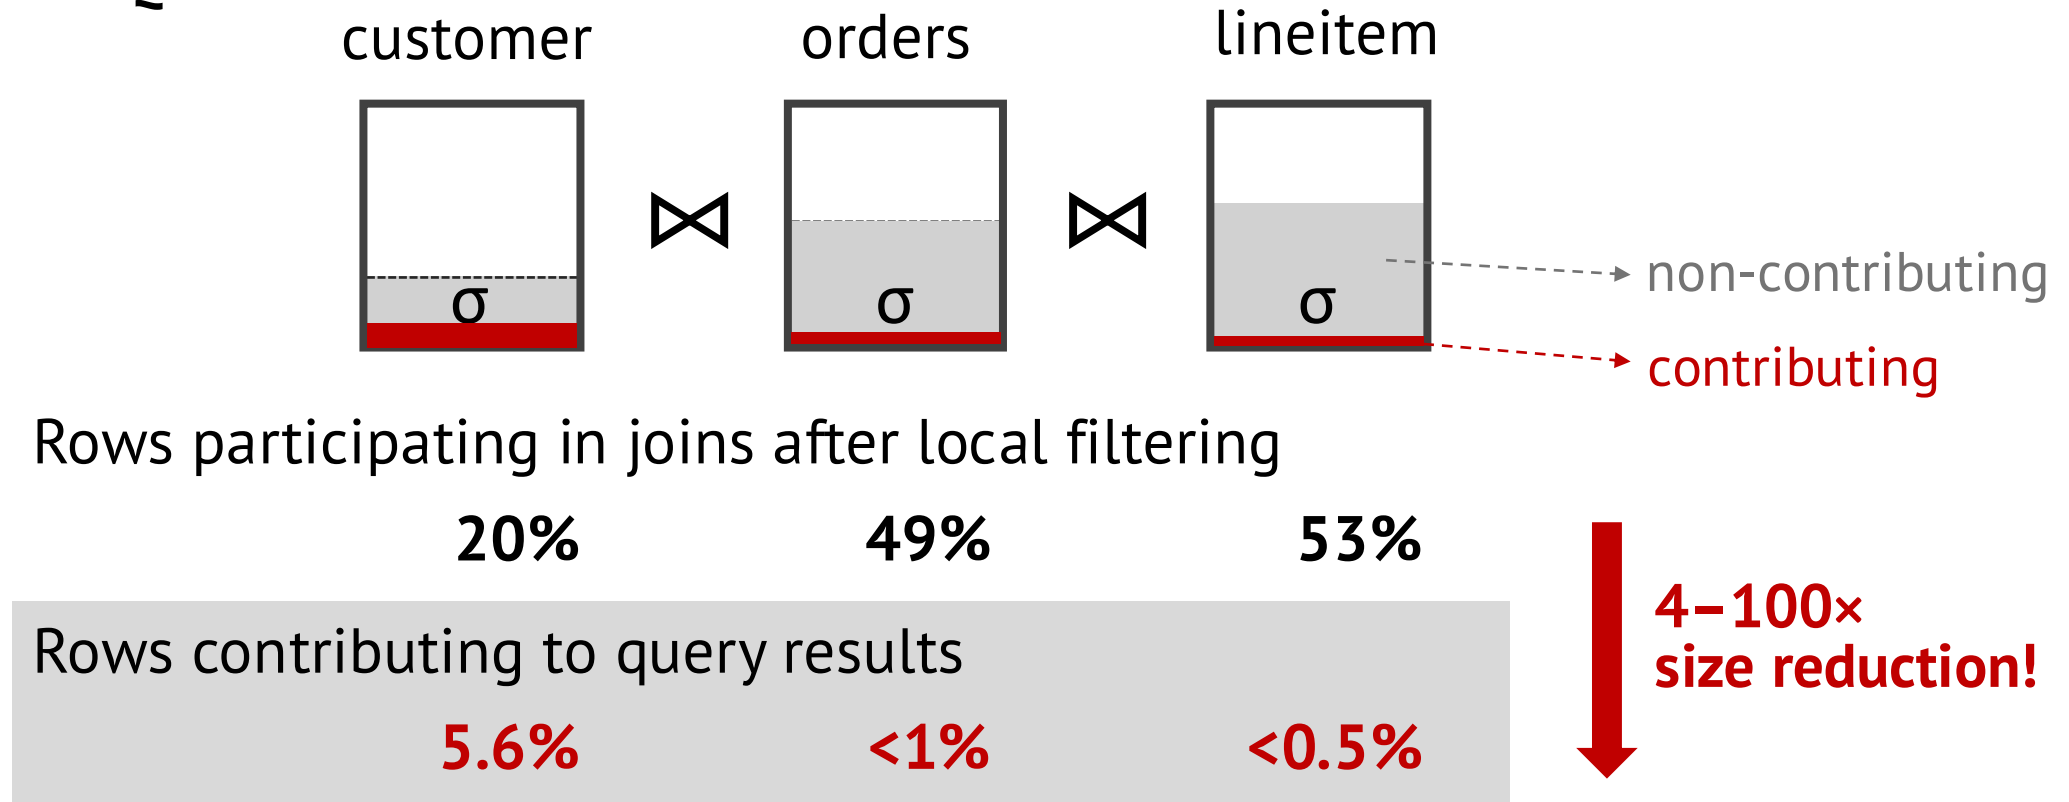 customer orders lineitem
⋈ ⋈
σ σ σ
non-contributing
contributing
Rows participating in joins after local filtering
20% 49% 53%
Rows contributing to query results
5.6% <1% <0.5%
4–100×
size reduction!